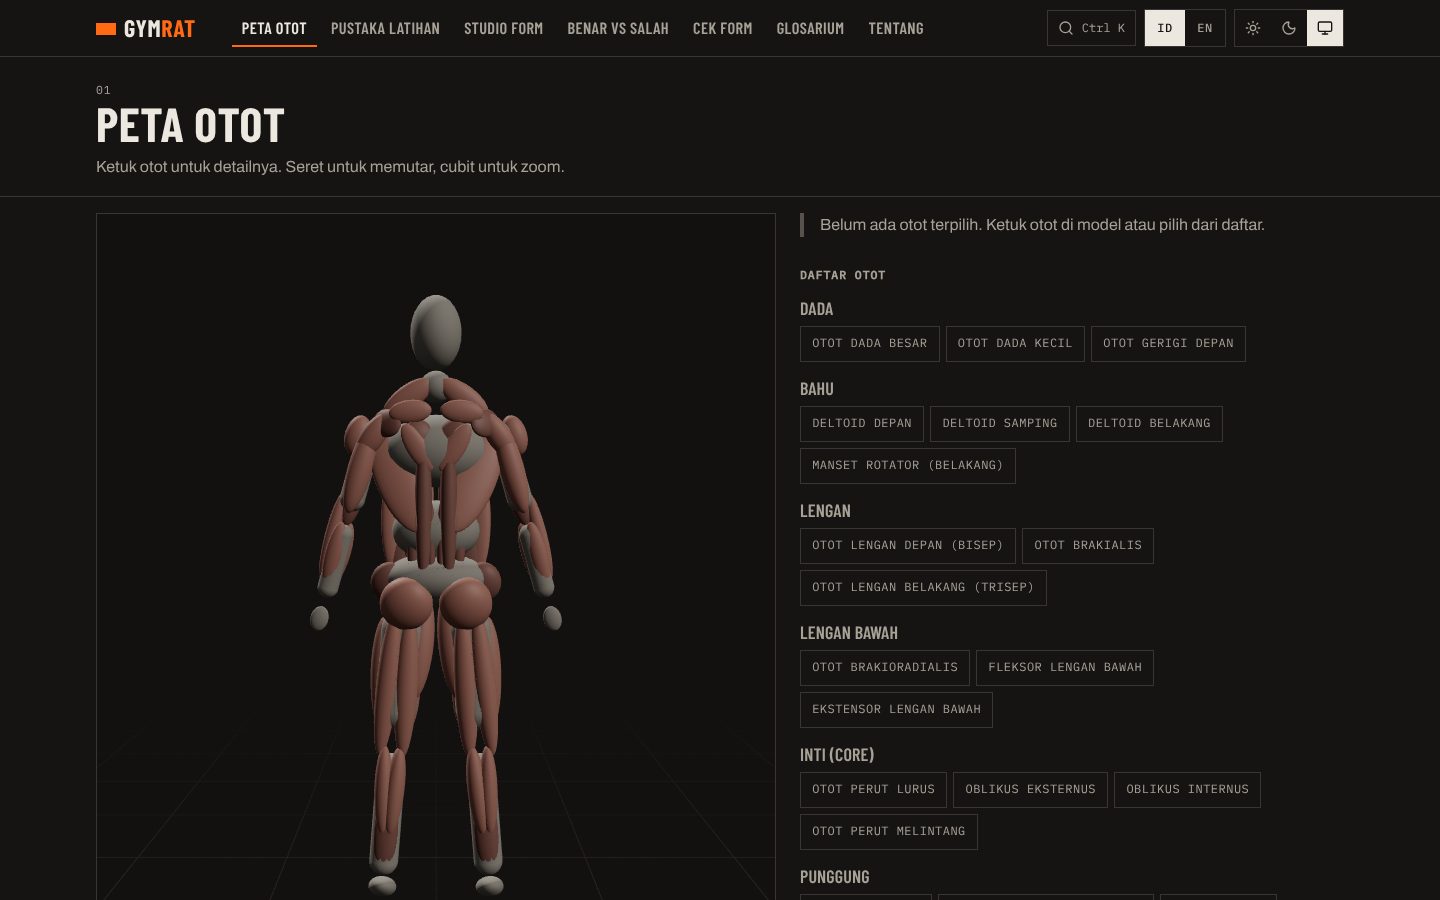 GYMRAT PETA OTOT PUSTAKA LATIHAN STUDIO FORM BENAR VS SALAH CEK FORM GLOSARIUM TENTANG Ctrl K ID EN
01
PETA OTOT
Ketuk otot untuk detailnya. Seret untuk memutar, cubit untuk zoom.
Belum ada otot terpilih. Ketuk otot di model atau pilih dari daftar.
DAFTAR OTOT
DADA
OTOT DADA BESAR OTOT DADA KECIL OTOT GERIGI DEPAN
BAHU
DELTOID DEPAN DELTOID SAMPING DELTOID BELAKANG
MANSET ROTATOR (BELAKANG)
LENGAN
OTOT LENGAN DEPAN (BISEP) OTOT BRAKIALIS
OTOT LENGAN BELAKANG (TRISEP)
LENGAN BAWAH
OTOT BRAKIORADIALIS FLEKSOR LENGAN BAWAH
EKSTENSOR LENGAN BAWAH
INTI (CORE)
OTOT PERUT LURUS OBLIKUS EKSTERNUS OBLIKUS INTERNUS
OTOT PERUT MELINTANG
PUNGGUNG